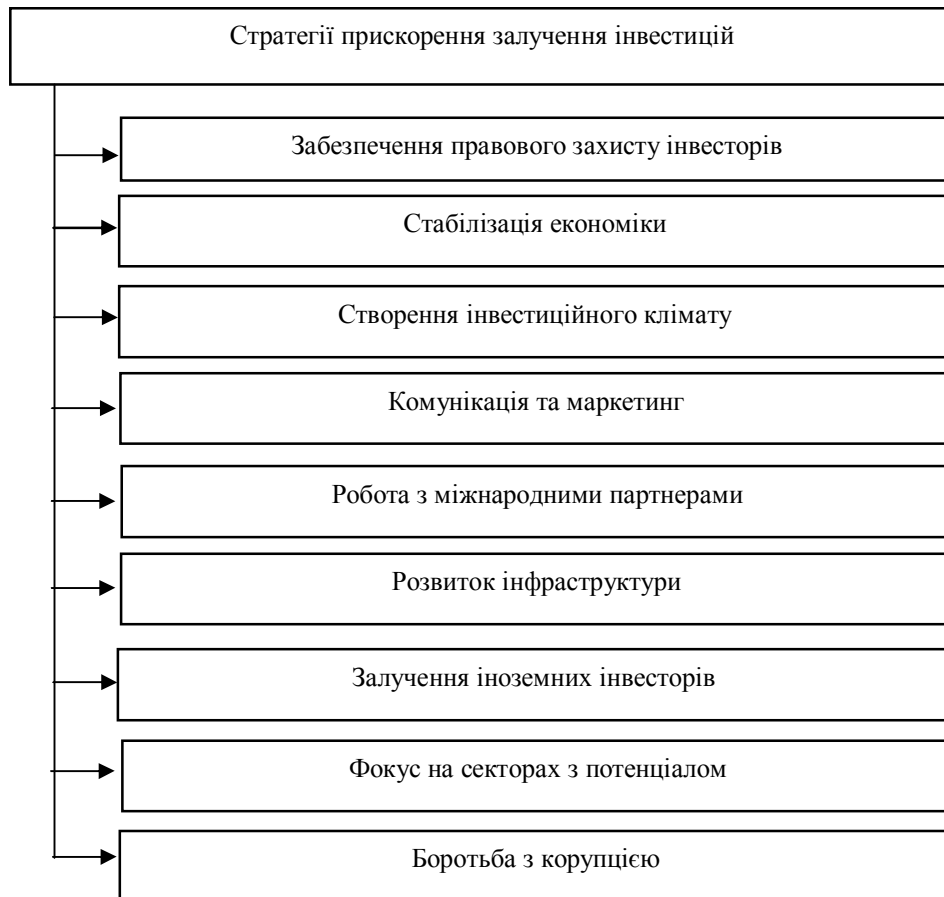 Стратегії прискорення залучення інвестицій
Забезпечення правового захисту інвесторів
Стабілізація економіки
Створення інвестиційного клімату
Комунікація та маркетинг
Робота з міжнародними партнерами
Розвиток інфраструктури
Залучення іноземних інвесторів
Фокус на секторах з потенціалом
Боротьба з корупцією